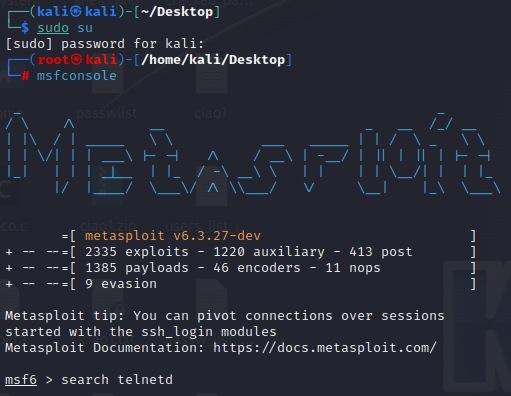 ┌──(kali㉿kali)-[~/Desktop]
└─$ sudo su
[sudo] password for kali:
┌──(root㉿kali)-[/home/kali/Desktop]
└─# msfconsole
METASPLOIT
=[ metasploit v6.3.27-dev ]
+ -- --=[ 2335 exploits - 1220 auxiliary - 413 post ]
+ -- --=[ 1385 payloads - 46 encoders - 11 nops ]
+ -- --=[ 9 evasion ]
Metasploit tip: You can pivot connections over sessions
started with the ssh_login modules
Metasploit Documentation: https://docs.metasploit.com/
msf6 > search telnetd